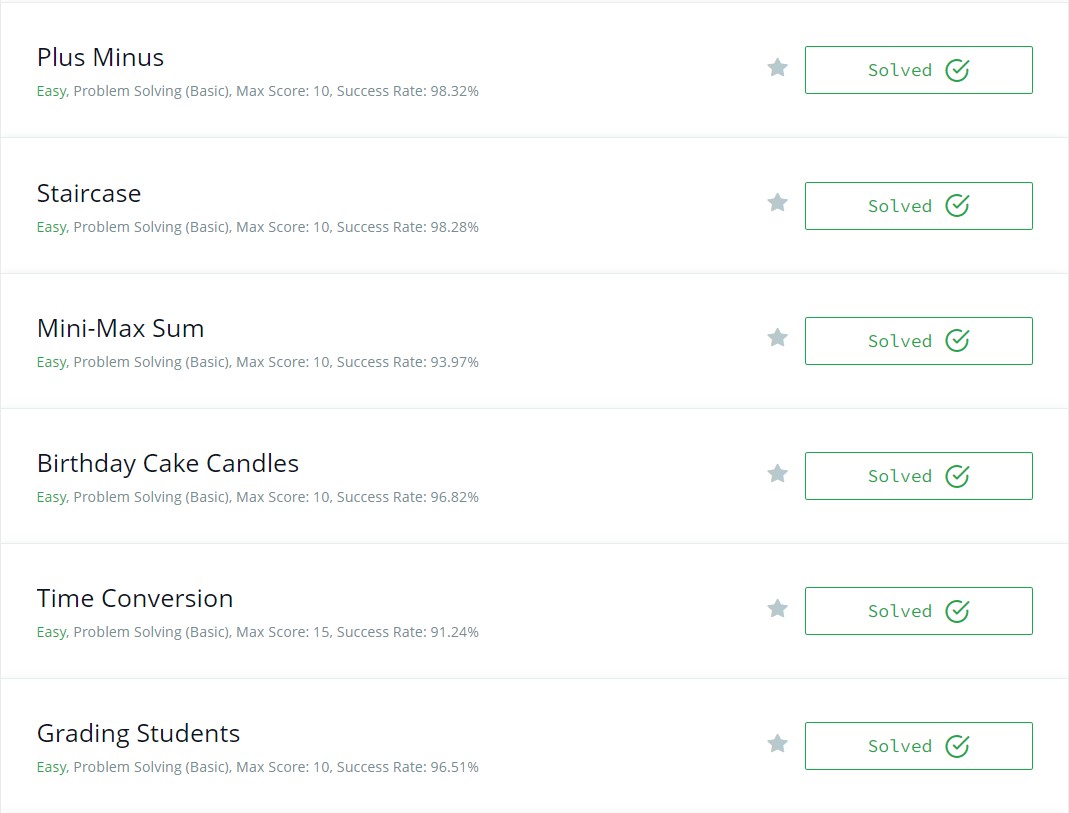 Plus Minus
Easy, Problem Solving (Basic), Max Score: 10, Success Rate: 98.32%
Solved
Staircase
Easy, Problem Solving (Basic), Max Score: 10, Success Rate: 98.28%
Solved
Mini-Max Sum
Easy, Problem Solving (Basic), Max Score: 10, Success Rate: 93.97%
Solved
Birthday Cake Candles
Easy, Problem Solving (Basic), Max Score: 10, Success Rate: 96.82%
Solved
Time Conversion
Easy, Problem Solving (Basic), Max Score: 15, Success Rate: 91.24%
Solved
Grading Students
Easy, Problem Solving (Basic), Max Score: 10, Success Rate: 96.51%
Solved